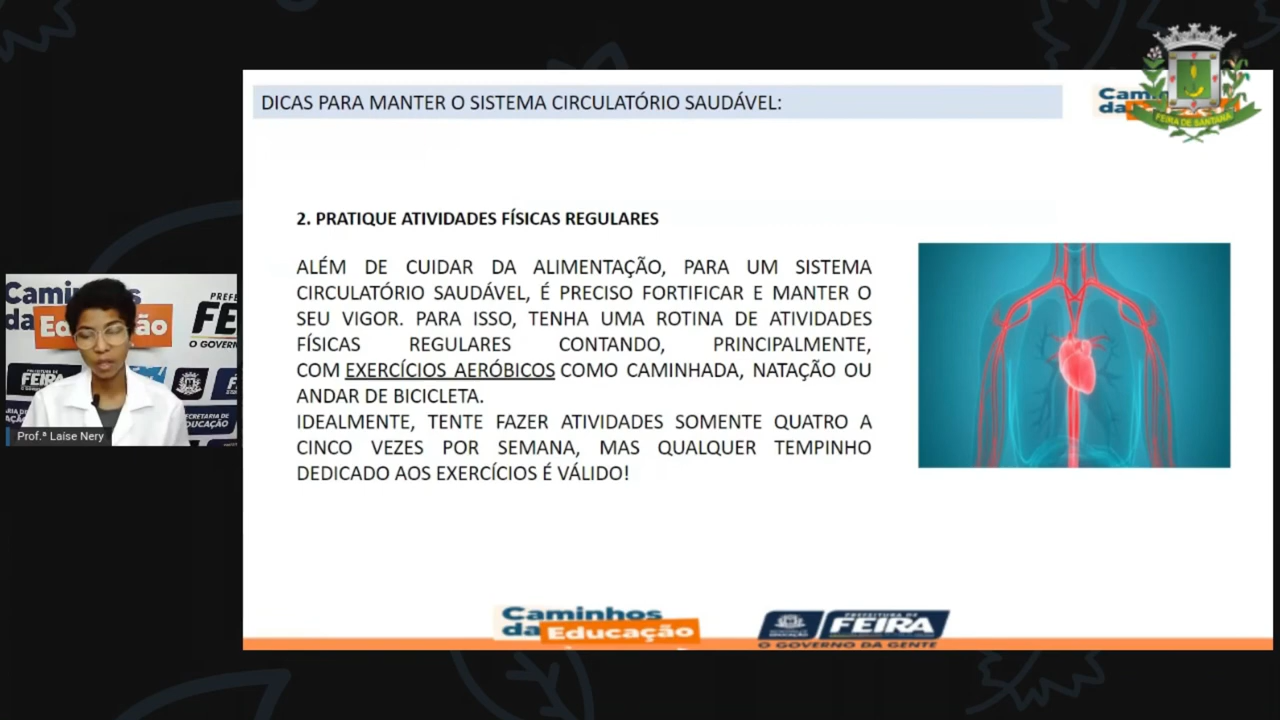 DICAS PARA MANTER O SISTEMA CIRCULATÓRIO SAUDÁVEL:
FEIRA DE SANTANA
2. PRATIQUE ATIVIDADES FÍSICAS REGULARES
ALÉM DE CUIDAR DA ALIMENTAÇÃO, PARA UM SISTEMA
CIRCULATÓRIO SAUDÁVEL, É PRECISO FORTIFICAR E MANTER O
SEU VIGOR. PARA ISSO, TENHA UMA ROTINA DE ATIVIDADES
FÍSICAS REGULARES CONTANDO, PRINCIPALMENTE,
COM EXERCÍCIOS AERÓBICOS COMO CAMINHADA, NATAÇÃO OU
ANDAR DE BICICLETA.
IDEALMENTE, TENTE FAZER ATIVIDADES SOMENTE QUATRO A
CINCO VEZES POR SEMANA, MAS QUALQUER TEMPINHO
DEDICADO AOS EXERCÍCIOS É VÁLIDO!
Prof.ª Laíse Nery
Caminhos
da Educação
PREFEITURA DE
FEIRA
O GOVERNO DA GENTE